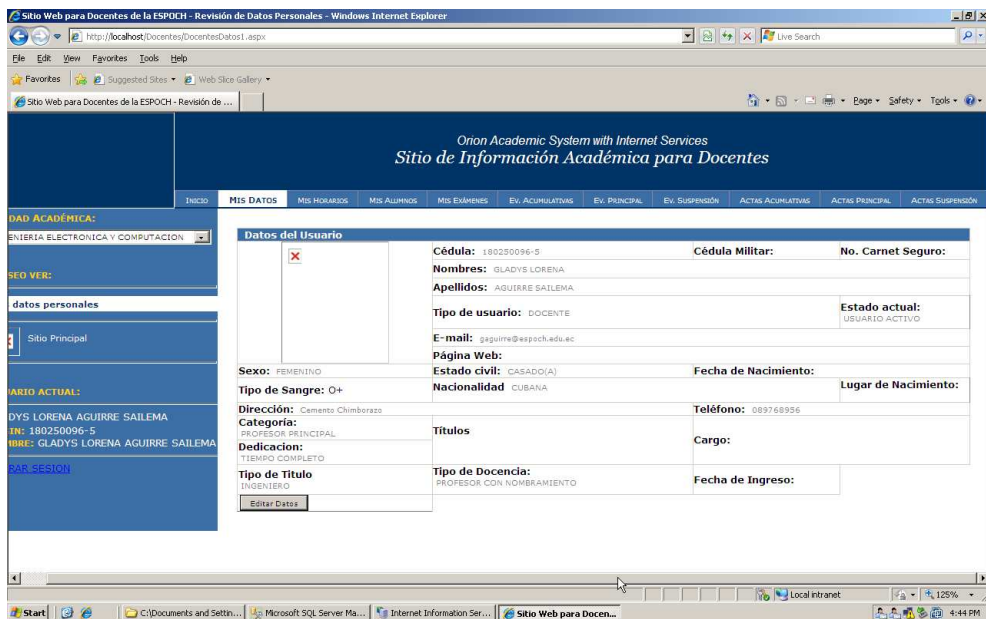 Sitio Web para Docentes de la ESPOCH - Revisión de Datos Personales - Windows Internet Explorer
http://localhost/Docentes/DocentesDatos1.aspx
Live Search
File Edit View Favorites Tools Help
Favorites Suggested Sites Web Slice Gallery
Sitio Web para Docentes de la ESPOCH - Revisión de ...
Page Safety Tools
Orion Academic System with Internet Services
Sitio de Información Académica para Docentes
INICIO MIS DATOS MIS HORARIOS MIS ALUMNOS MIS EXÁMENES EV. ACUMULATIVAS EV. PRINCIPAL EV. SUSPENSIÓN ACTAS ACUMLATIVAS ACTAS PRINCIPAL ACTAS SUSPENSIÓN
DAD ACADÉMICA:
ENIERIA ELECTRONICA Y COMPUTACION
SEO VER:
datos personales
Sitio Principal
ARIO ACTUAL:
DYS LORENA AGUIRRE SAILEMA
IN: 180250096-5
MBRE: GLADYS LORENA AGUIRRE SAILEMA
RAR SESION
Datos del Usuario
Cédula: 180250096-5 Cédula Militar: No. Carnet Seguro:
Nombres: GLADYS LORENA
Apellidos: AGUIRRE SAILEMA
Tipo de usuario: DOCENTE Estado actual:
USUARIO ACTIVO
E-mail: gaguirre@espoch.edu.ec
Página Web:
Sexo: FEMENINO Estado civil: CASADO(A) Fecha de Nacimiento:
Tipo de Sangre: O+ Nacionalidad CUBANA Lugar de Nacimiento:
Dirección: Cemento Chimborazo Teléfono: 089768956
Categoría:
PROFESOR PRINCIPAL
Títulos
Cargo:
Dedicacion:
TIEMPO COMPLETO
Tipo de Titulo
INGENIERO
Tipo de Docencia:
PROFESOR CON NOMBRAMIENTO
Fecha de Ingreso:
Editar Datos
Local intranet 125%
Start C:\Documents and Settin... Microsoft SQL Server Ma... Internet Information Ser... Sitio Web para Docen... 4:44 PM